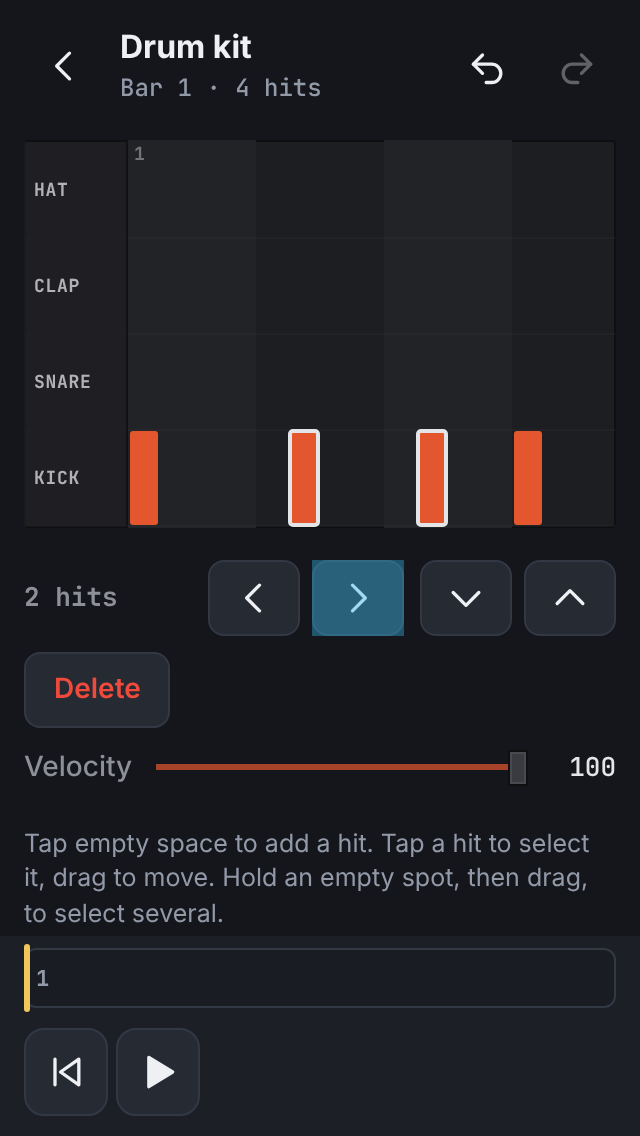 Drum kit
Bar 1 · 4 hits
1
HAT
CLAP
SNARE
KICK
2 hits
Delete
Velocity 100
Tap empty space to add a hit. Tap a hit to select
it, drag to move. Hold an empty spot, then drag,
to select several.
1